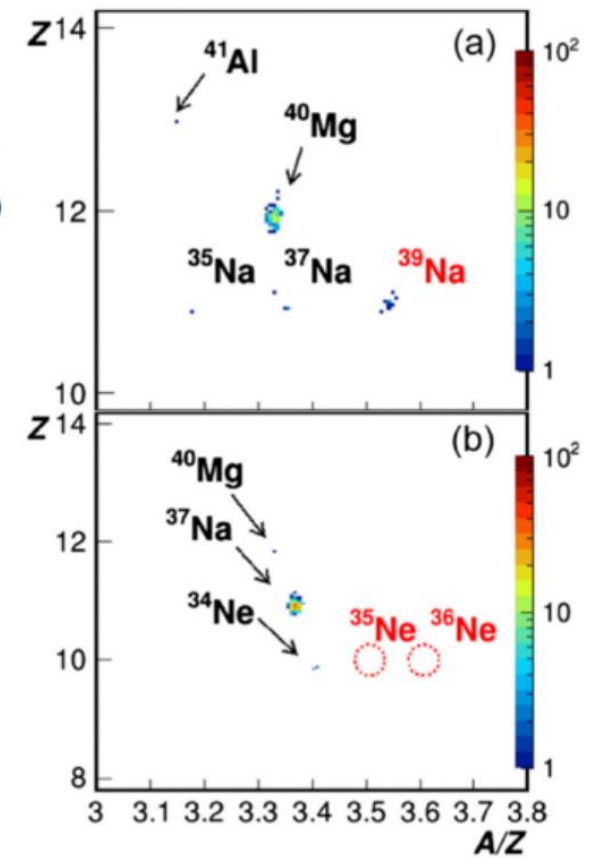 Z 14 (a) 10²
⁴¹Al
⁴⁰Mg
12 10
³⁵Na ³⁷Na ³⁹Na
10 1
Z 14 (b) 10²
⁴⁰Mg
³⁷Na
12
³⁴Ne 10
³⁵Ne ³⁶Ne
10
8 1
3 3.1 3.2 3.3 3.4 3.5 3.6 3.7 3.8
A/Z